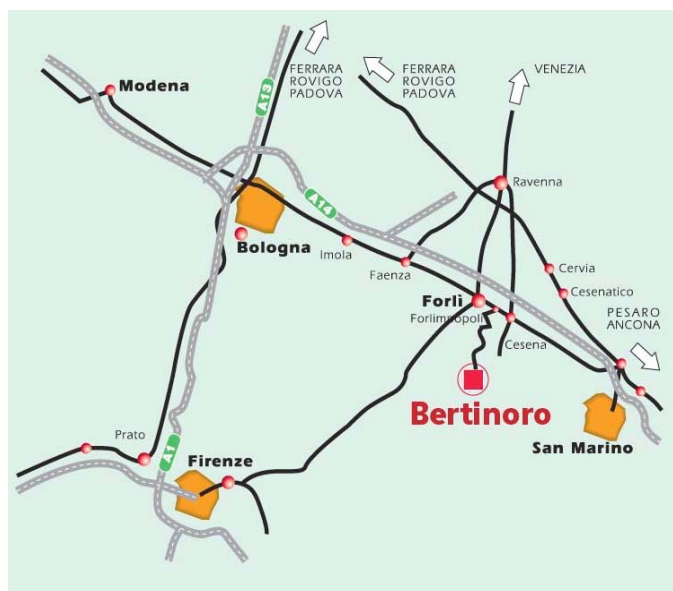 FERRARA
ROVIGO
PADOVA
FERRARA
ROVIGO
PADOVA
VENEZIA
Modena
A13
Ravenna
A14
Bologna
Imola
Faenza
Cervia
Cesenatico
Forlì
Forlimpopoli
PESARO
ANCONA
Cesena
Bertinoro
Prato
A1
Firenze
San Marino